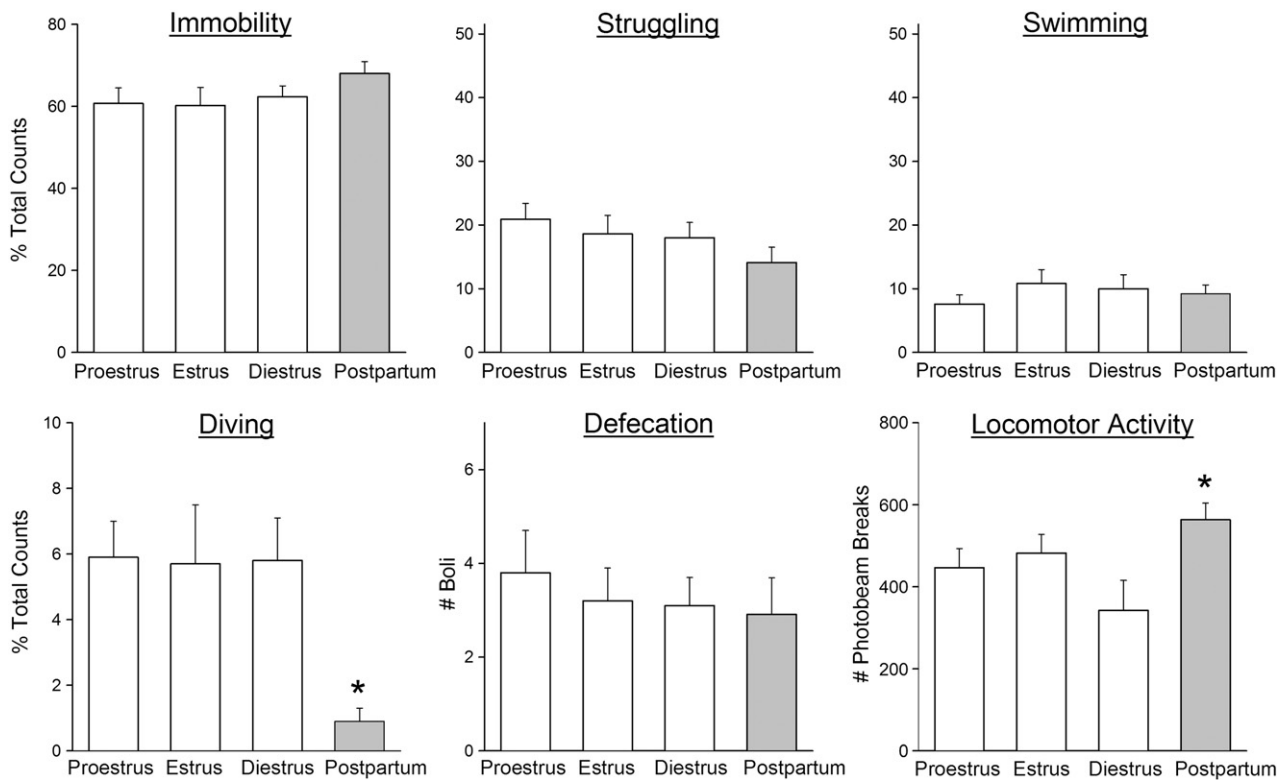 Immobility
% Total Counts
80
60
40
20
0
Proestrus Estrus Diestrus Postpartum
Struggling
50
40
30
20
10
0
Proestrus Estrus Diestrus Postpartum
Swimming
50
40
30
20
10
0
Proestrus Estrus Diestrus Postpartum
Diving
% Total Counts
10
8
6
4
2
0
*
Proestrus Estrus Diestrus Postpartum
Defecation
# Boli
6
4
2
0
Proestrus Estrus Diestrus Postpartum
Locomotor Activity
# Photobeam Breaks
800
600
400
200
0
*
Proestrus Estrus Diestrus Postpartum